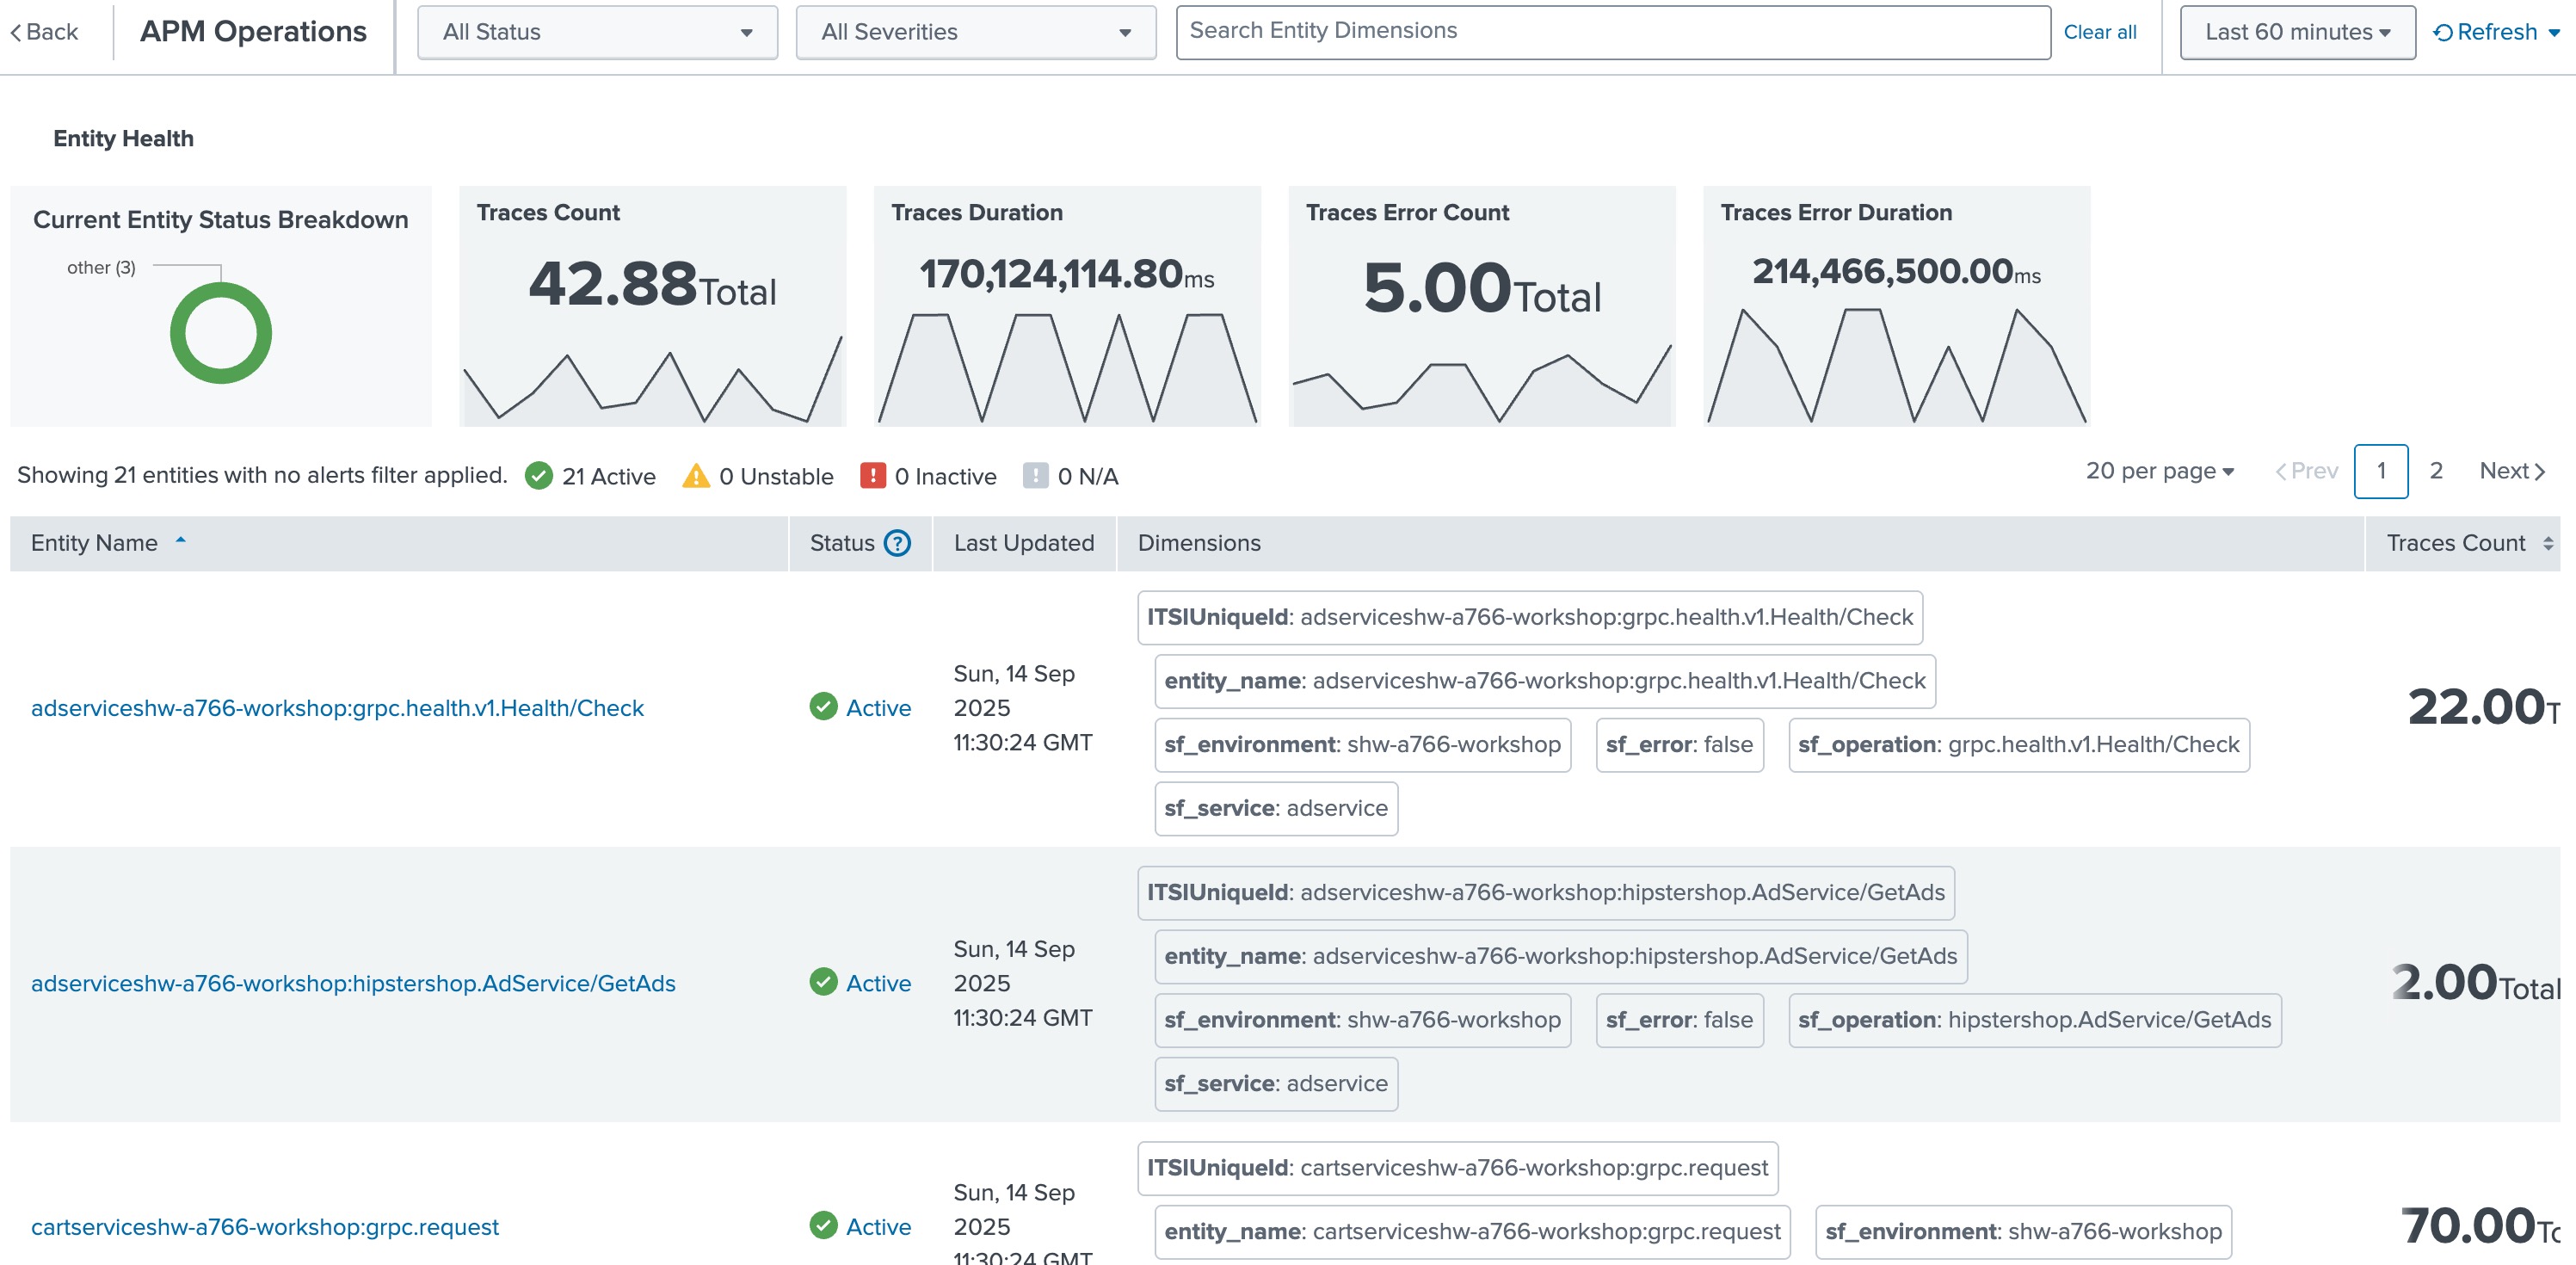 Back
APM Operations
All Status
All Severities
Search Entity Dimensions
Clear all
Last 60 minutes
Refresh
Entity Health
Current Entity Status Breakdown
other (3)
Traces Count
42.88Total
Traces Duration
170,124,114.80ms
Traces Error Count
5.00Total
Traces Error Duration
214,466,500.00ms
Showing 21 entities with no alerts filter applied.
21 Active
0 Unstable
0 Inactive
0 N/A
20 per page
Prev
1
2
Next
Entity Name
Status
Last Updated
Dimensions
Traces Count
adserviceshw-a766-workshop:grpc.health.v1.Health/Check
Active
Sun, 14 Sep
2025
11:30:24 GMT
ITSIUniqueId: adserviceshw-a766-workshop:grpc.health.v1.Health/Check
entity_name: adserviceshw-a766-workshop:grpc.health.v1.Health/Check
sf_environment: shw-a766-workshop
sf_error: false
sf_operation: grpc.health.v1.Health/Check
sf_service: adservice
22.00T
adserviceshw-a766-workshop:hipstershop.AdService/GetAds
Active
Sun, 14 Sep
2025
11:30:24 GMT
ITSIUniqueId: adserviceshw-a766-workshop:hipstershop.AdService/GetAds
entity_name: adserviceshw-a766-workshop:hipstershop.AdService/GetAds
sf_environment: shw-a766-workshop
sf_error: false
sf_operation: hipstershop.AdService/GetAds
sf_service: adservice
2.00Total
cartserviceshw-a766-workshop:grpc.request
Active
Sun, 14 Sep
2025
11:30:24 GMT
ITSIUniqueId: cartserviceshw-a766-workshop:grpc.request
entity_name: cartserviceshw-a766-workshop:grpc.request
sf_environment: shw-a766-workshop
70.00To